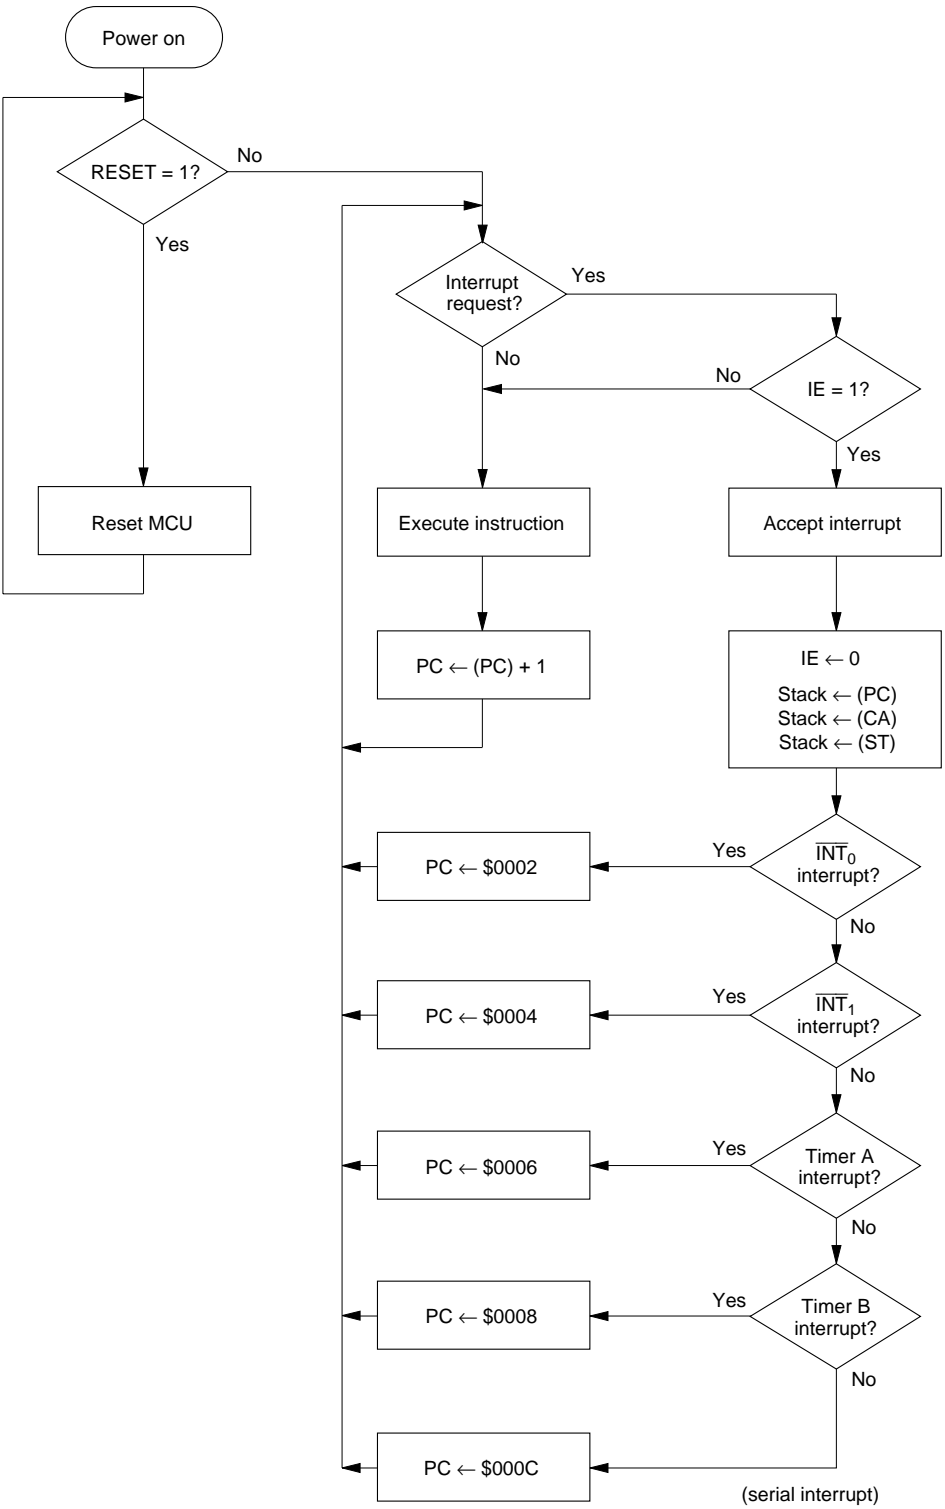 Power on
RESET = 1?
No
Yes
Interrupt
request?
Yes
No
IE = 1?
No
Yes
Reset MCU
Execute instruction
Accept interrupt
PC ← (PC) + 1
IE ← 0
Stack ← (PC)
Stack ← (CA)
Stack ← (ST)
PC ← $0002
Yes
I̅N̅T̅₀
interrupt?
No
PC ← $0004
Yes
I̅N̅T̅₁
interrupt?
No
PC ← $0006
Yes
Timer A
interrupt?
No
PC ← $0008
Yes
Timer B
interrupt?
No
PC ← $000C
(serial interrupt)